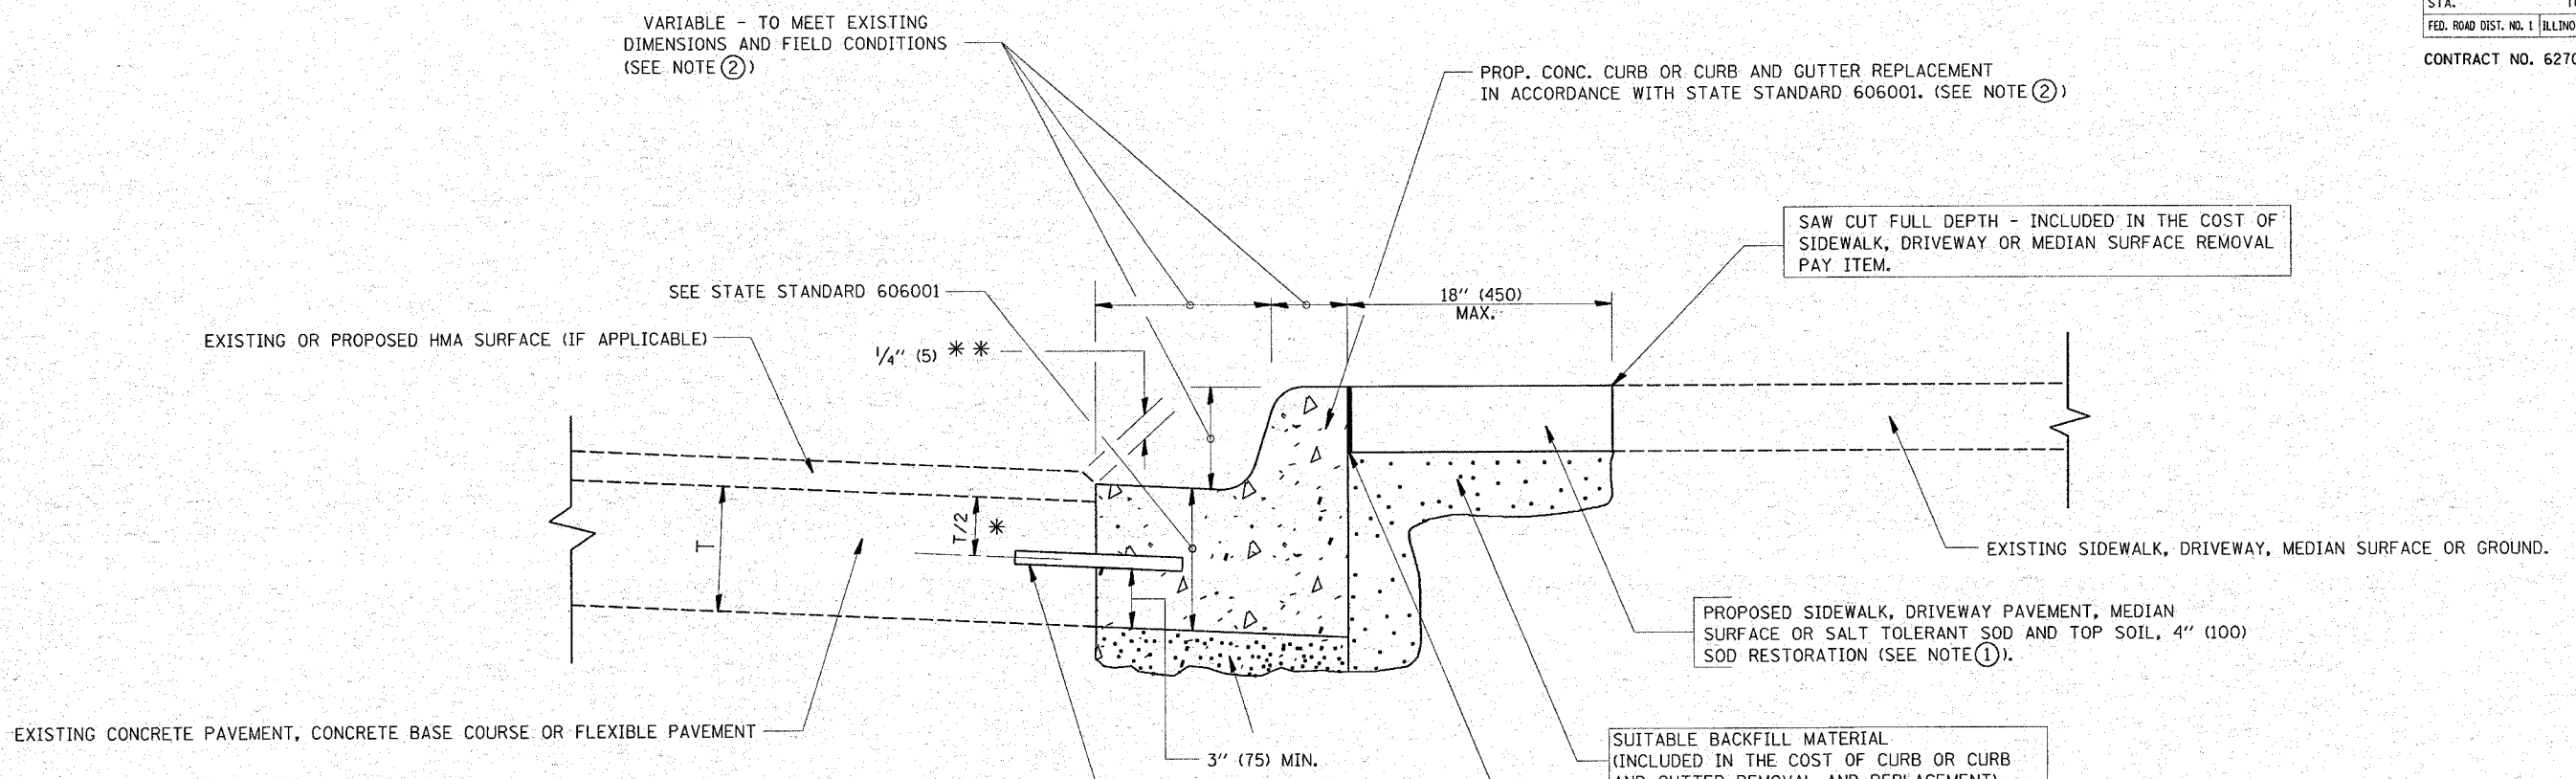 STA.
FED. ROAD DIST. NO. 1 ILLINO
CONTRACT NO. 6270
VARIABLE - TO MEET EXISTING
DIMENSIONS AND FIELD CONDITIONS
(SEE NOTE ②)
PROP. CONC. CURB OR CURB AND GUTTER REPLACEMENT
IN ACCORDANCE WITH STATE STANDARD 606001. (SEE NOTE ②)
SAW CUT FULL DEPTH - INCLUDED IN THE COST OF
SIDEWALK, DRIVEWAY OR MEDIAN SURFACE REMOVAL
PAY ITEM.
SEE STATE STANDARD 606001
18" (450)
MAX.
EXISTING OR PROPOSED HMA SURFACE (IF APPLICABLE)
1/4" (5) * *
T
T/2 *
EXISTING SIDEWALK, DRIVEWAY, MEDIAN SURFACE OR GROUND.
PROPOSED SIDEWALK, DRIVEWAY PAVEMENT, MEDIAN
SURFACE OR SALT TOLERANT SOD AND TOP SOIL, 4" (100)
SOD RESTORATION (SEE NOTE ①).
EXISTING CONCRETE PAVEMENT, CONCRETE BASE COURSE OR FLEXIBLE PAVEMENT
3" (75) MIN.
SUITABLE BACKFILL MATERIAL
(INCLUDED IN THE COST OF CURB OR CURB
AND GUTTER REMOVAL AND REPLACEMENT)